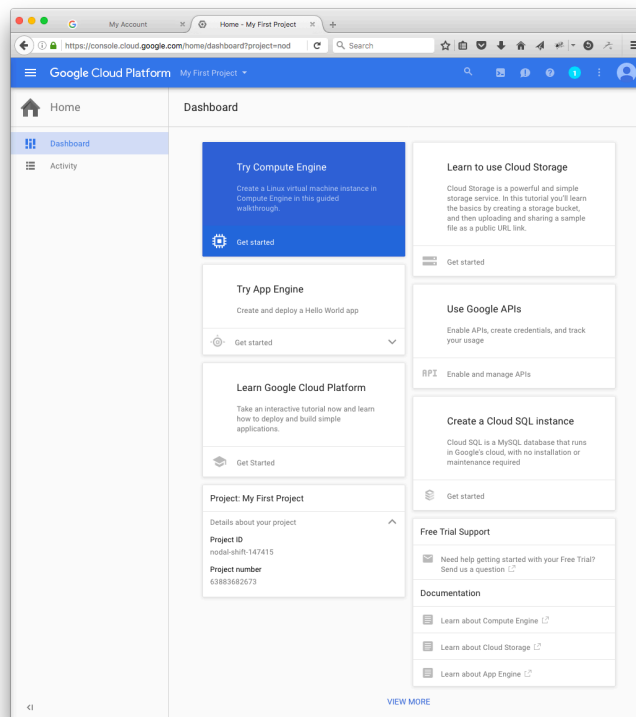 My Account
Home - My First Project
https://console.cloud.google.com/home/dashboard?project=nod
Search
Google Cloud Platform
My First Project
1
Home
Dashboard
Dashboard
Activity
Try Compute Engine
Create a Linux virtual machine instance in
Compute Engine in this guided
walkthrough.
Get started
Try App Engine
Create and deploy a Hello World app
Get started
Learn Google Cloud Platform
Take an interactive tutorial now and learn
how to deploy and build simple
applications.
Get Started
Project: My First Project
Details about your project
Project ID
nodal-shift-147415
Project number
63883682673
Learn to use Cloud Storage
Cloud Storage is a powerful and simple
storage service. In this tutorial you'll learn
the basics by creating a storage bucket,
and then uploading and sharing a sample
file as a public URL link.
Get started
Use Google APIs
Enable APIs, create credentials, and track
your usage
API Enable and manage APIs
Create a Cloud SQL instance
Cloud SQL is a MySQL database that runs
in Google's cloud, with no installation or
maintenance required
Get started
Free Trial Support
Need help getting started with your Free Trial?
Send us a question
Documentation
Learn about Compute Engine
Learn about Cloud Storage
Learn about App Engine
VIEW MORE